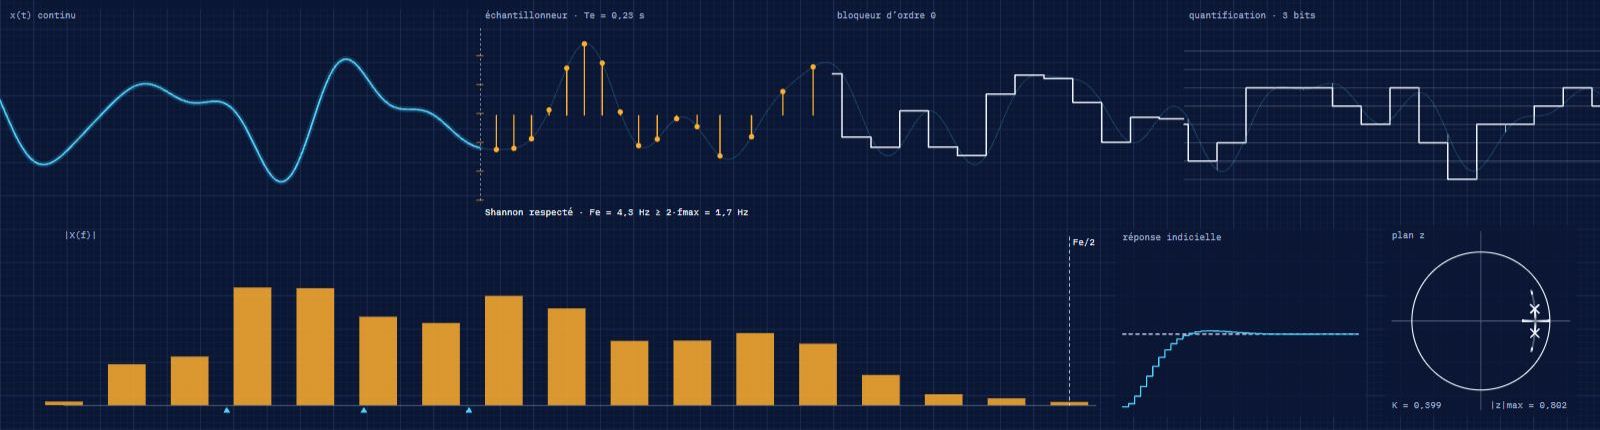 x(t) continu
échantillonneur · Te = 0,23 s
bloqueur d'ordre 0
quantification · 3 bits
Shannon respecté · Fe = 4,3 Hz ≥ 2·fmax = 1,7 Hz
|X(f)|
Fe/2
réponse indicielle
plan z
K = 0,399
|z|max = 0,802